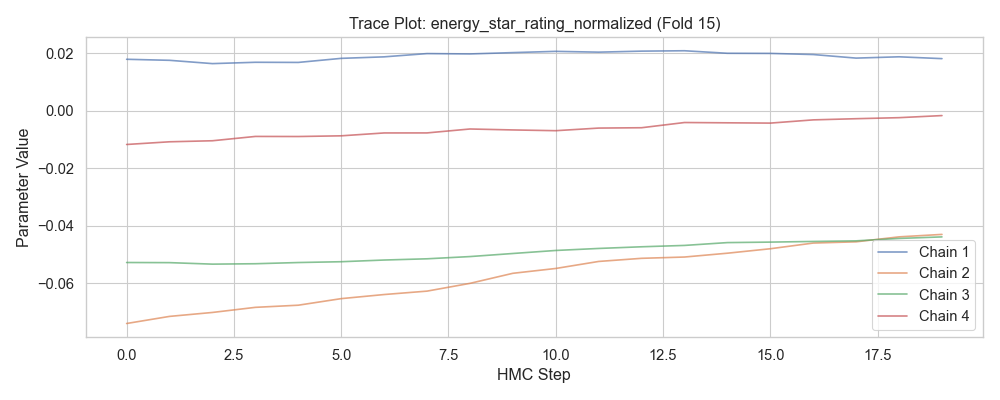 Trace Plot: energy_star_rating_normalized (Fold 15)
Parameter Value
0.02
0.00
−0.02
−0.04
−0.06
0.0 2.5 5.0 7.5 10.0 12.5 15.0 17.5
HMC Step
Chain 1
Chain 2
Chain 3
Chain 4